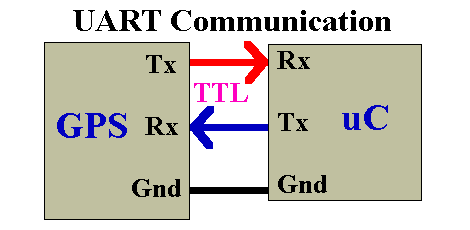 UART Communication
Tx Rx
TTL
GPS Rx Tx uC
Gnd Gnd